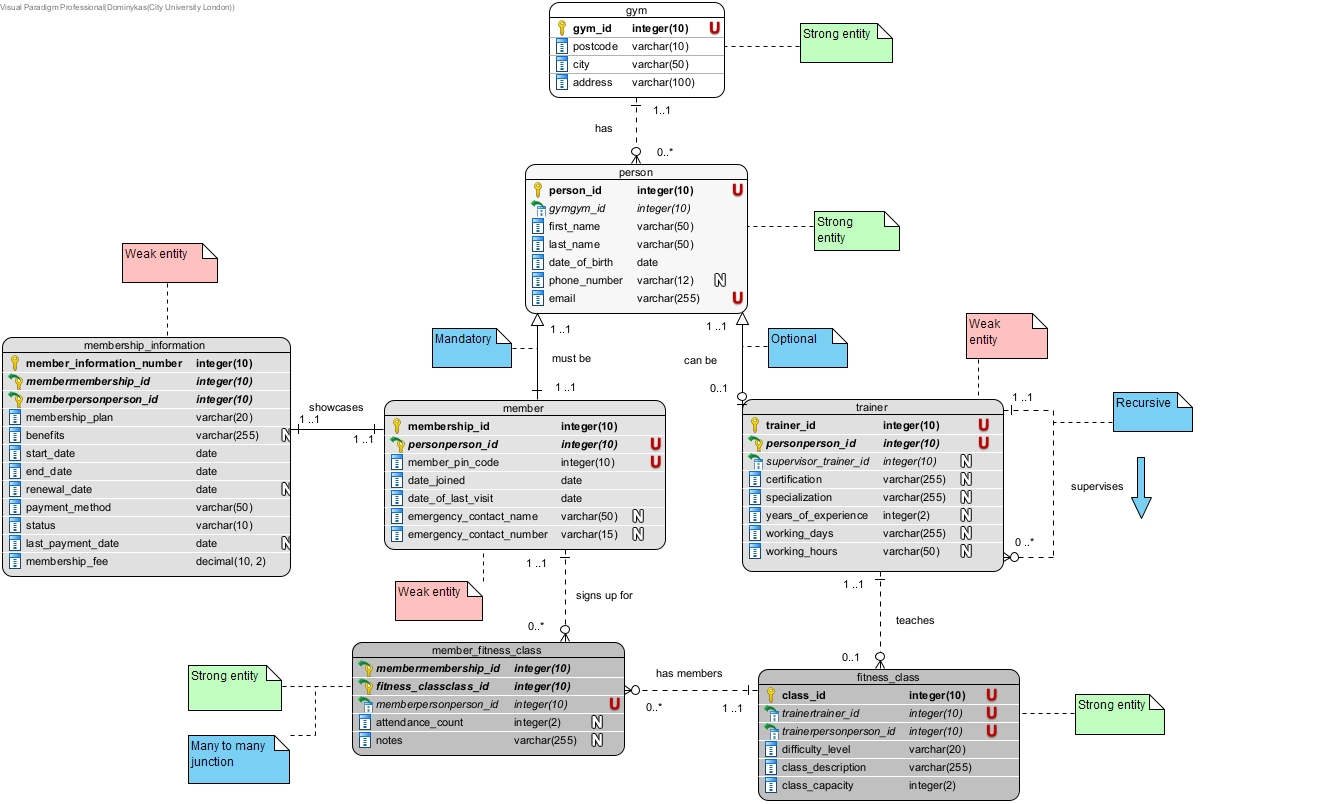 Visual Paradigm Professional(Dominykas(City University London))
gym
gym_id integer(10) U
postcode varchar(10)
city varchar(50)
address varchar(100)
Strong entity
1..1
has
0..*
person
person_id integer(10) U
gymgym_id integer(10)
first_name varchar(50)
last_name varchar(50)
date_of_birth date
phone_number varchar(12) N
email varchar(255) U
Strong
entity
Weak entity
1 ..1
1 ..1
Mandatory
must be
1 ..1
can be
Optional
0..1
Weak
entity
membership_information
member_information_number integer(10)
membermembership_id integer(10)
memberpersonperson_id integer(10)
membership_plan varchar(20)
benefits varchar(255) N
start_date date
end_date date
renewal_date date N
payment_method varchar(50)
status varchar(10)
last_payment_date date N
membership_fee decimal(10, 2)
showcases
1 ..1
1..1
member
membership_id integer(10)
personperson_id integer(10) U
member_pin_code integer(10) U
date_joined date
date_of_last_visit date
emergency_contact_name varchar(50) N
emergency_contact_number varchar(15) N
trainer
trainer_id integer(10) U
personperson_id integer(10) U
supervisor_trainer_id integer(10) N
certification varchar(255) N
specialization varchar(255) N
years_of_experience integer(2) N
working_days varchar(255) N
working_hours varchar(50) N
1 ..1
Recursive
supervises
0 ..*
Weak entity
1 ..1
signs up for
0..*
1 ..1
teaches
0..1
member_fitness_class
membermembership_id integer(10)
fitness_classclass_id integer(10)
memberpersonperson_id integer(10) U
attendance_count integer(2) N
notes varchar(255) N
Strong entity
Many to many
junction
has members
0..*
1 ..1
fitness_class
class_id integer(10) U
trainertrainer_id integer(10) U
trainerpersonperson_id integer(10) U
difficulty_level varchar(20)
class_description varchar(255)
class_capacity integer(2)
Strong entity